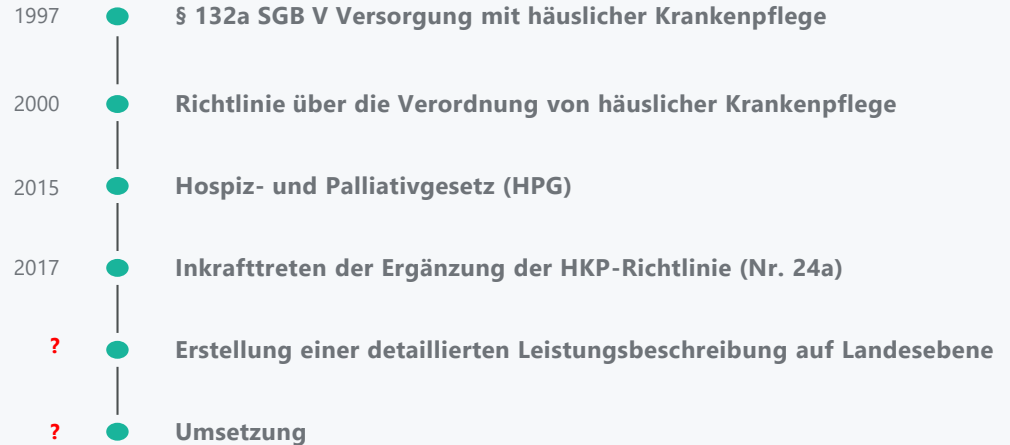 1997 § 132a SGB V Versorgung mit häuslicher Krankenpflege
2000 Richtlinie über die Verordnung von häuslicher Krankenpflege
2015 Hospiz- und Palliativgesetz (HPG)
2017 Inkrafttreten der Ergänzung der HKP-Richtlinie (Nr. 24a)
? Erstellung einer detaillierten Leistungsbeschreibung auf Landesebene
? Umsetzung